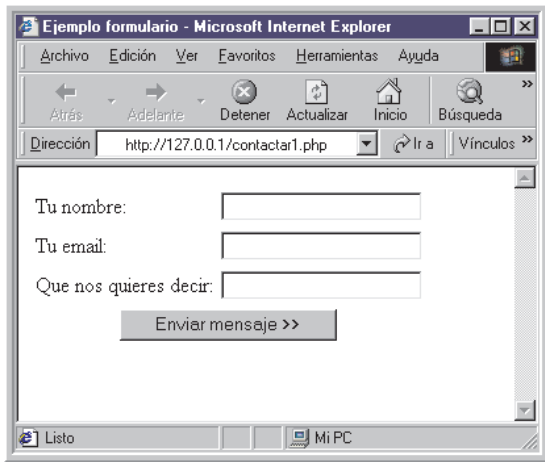 Ejemplo formulario - Microsoft Internet Explorer
Archivo Edición Ver Favoritos Herramientas Ayuda
Atrás Adelante Detener Actualizar Inicio Búsqueda
Dirección http://127.0.0.1/contactar1.php Ir a Vínculos
Tu nombre:
Tu email:
Que nos quieres decir:
Enviar mensaje >>
Listo Mi PC